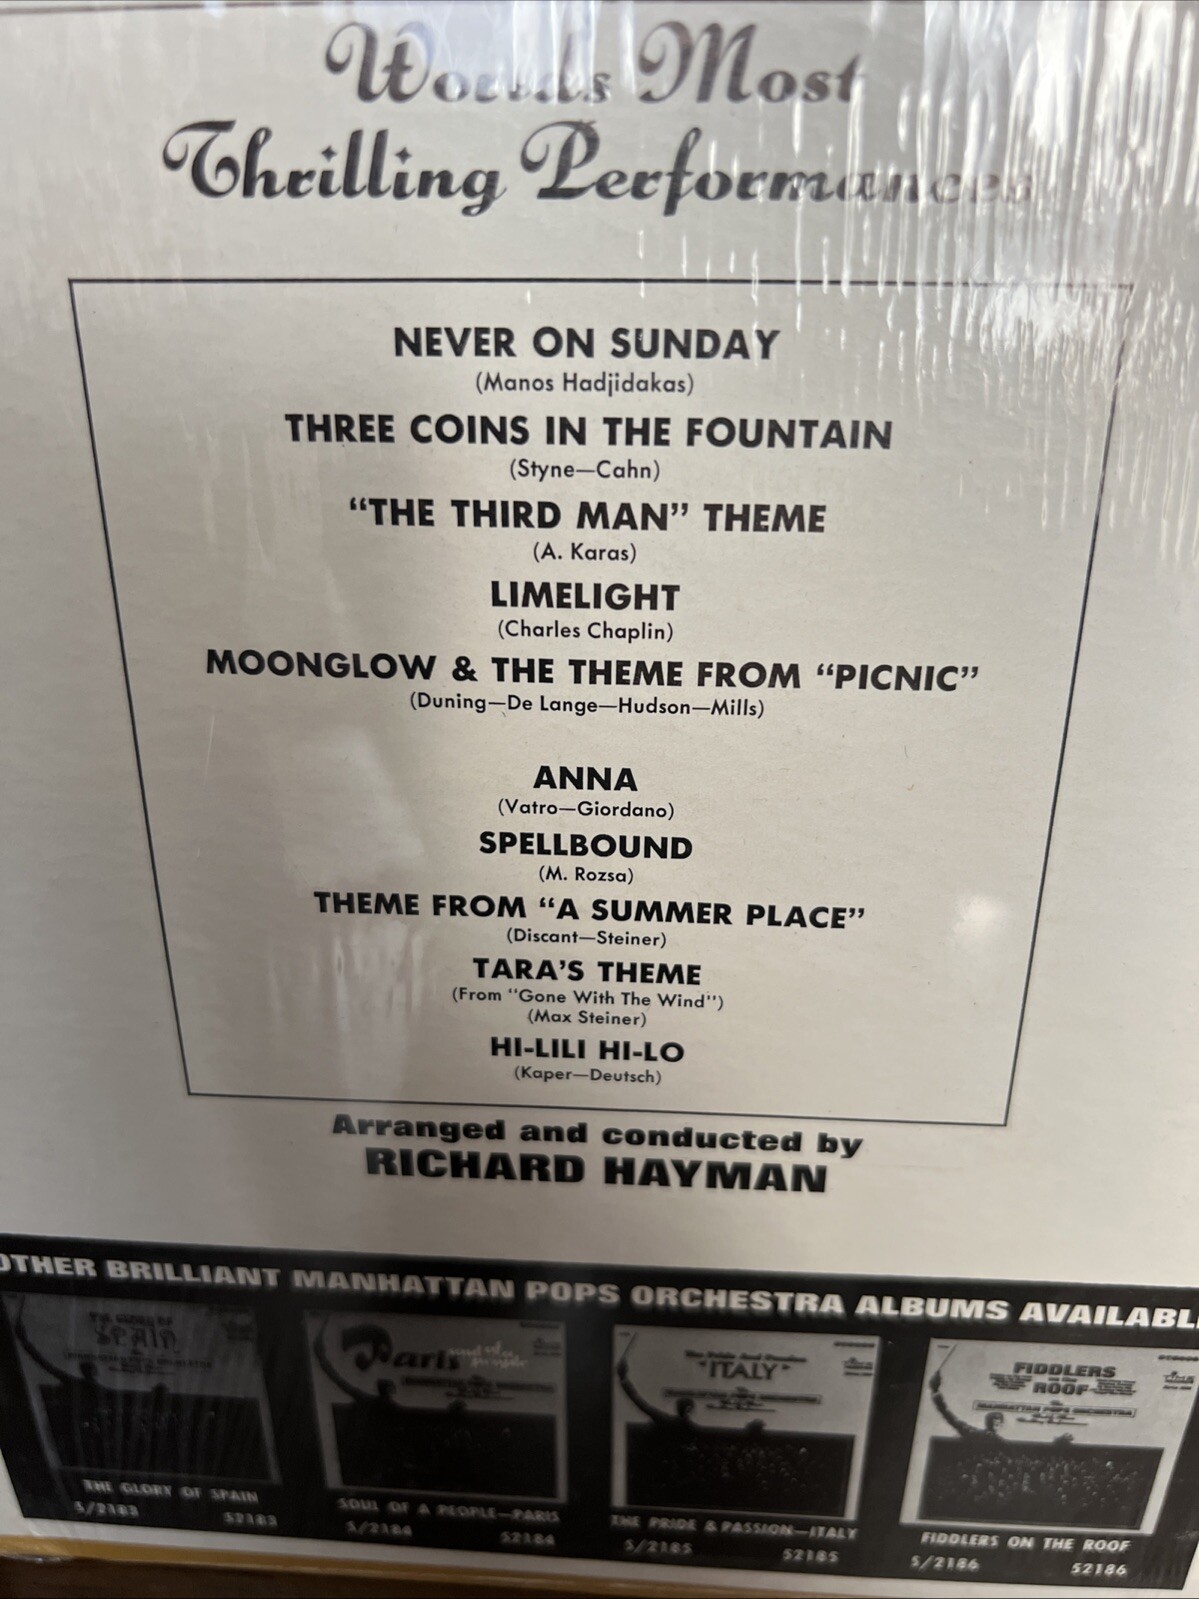 Worlds Most
Thrilling Performances
NEVER ON SUNDAY
(Manos Hadjidakas)
THREE COINS IN THE FOUNTAIN
(Styne—Cahn)
“THE THIRD MAN” THEME
(A. Karas)
LIMELIGHT
(Charles Chaplin)
MOONGLOW & THE THEME FROM “PICNIC”
(Duning—De Lange—Hudson—Mills)
ANNA
(Vatro—Giordano)
SPELLBOUND
(M. Rozsa)
THEME FROM “A SUMMER PLACE”
(Discant—Steiner)
TARA’S THEME
(From “Gone With The Wind”)
(Max Steiner)
HI-LILI HI-LO
(Kaper—Deutsch)
Arranged and conducted by
RICHARD HAYMAN
OTHER BRILLIANT MANHATTAN POPS ORCHESTRA ALBUMS AVAILABL
SPAIN
THE GLORY OF SPAIN
S/2183 52183
Paris
SOUL OF A PEOPLE—PARIS
S/2184 52184
ITALY
THE PRIDE & PASSION—ITALY
S/2185 52185
FIDDLERS
ROOF
MANHATTAN POPS ORCHESTRA
FIDDLERS ON THE ROOF
S/2186 52186